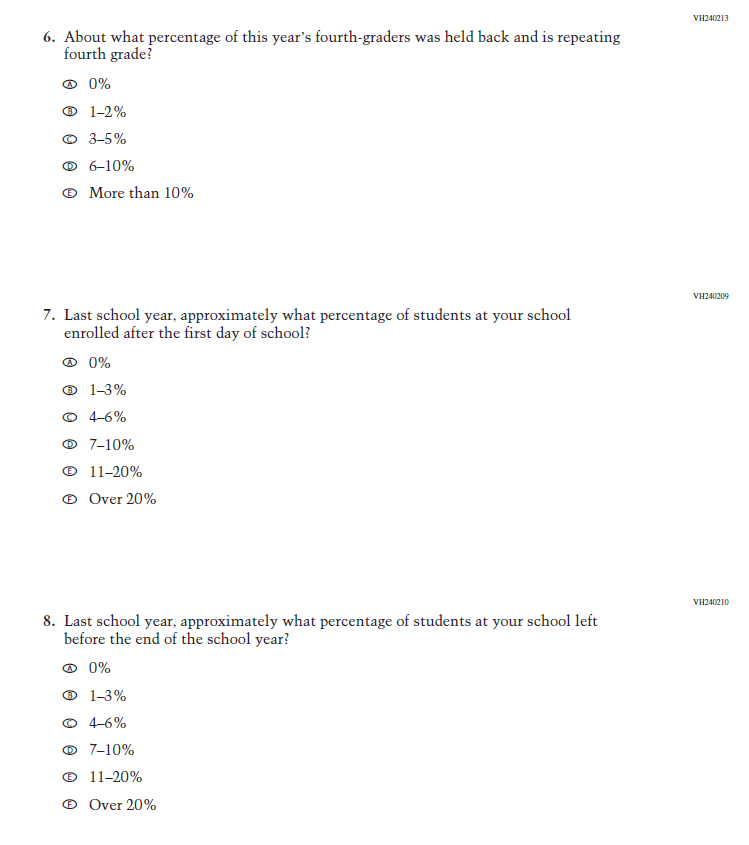 VH240213
6. About what percentage of this year’s fourth-graders was held back and is repeating
fourth grade?
Ⓐ 0%
Ⓑ 1–2%
Ⓒ 3–5%
Ⓓ 6–10%
Ⓔ More than 10%
VH240209
7. Last school year, approximately what percentage of students at your school
enrolled after the first day of school?
Ⓐ 0%
Ⓑ 1–3%
Ⓒ 4–6%
Ⓓ 7–10%
Ⓔ 11–20%
Ⓕ Over 20%
VH240210
8. Last school year, approximately what percentage of students at your school left
before the end of the school year?
Ⓐ 0%
Ⓑ 1–3%
Ⓒ 4–6%
Ⓓ 7–10%
Ⓔ 11–20%
Ⓕ Over 20%